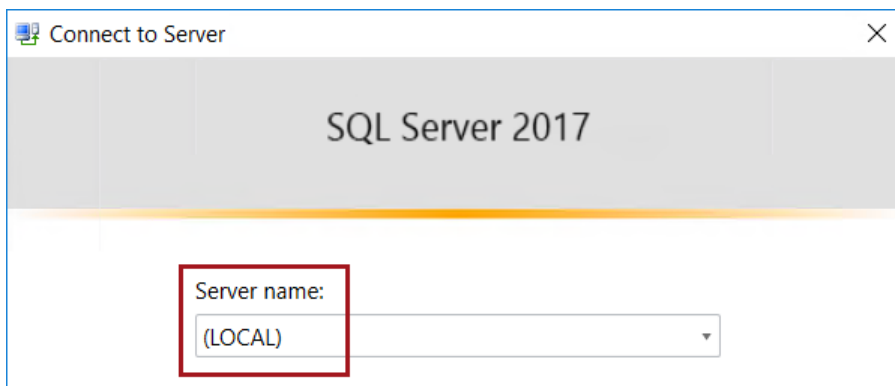 Connect to Server
SQL Server 2017
Server name:
(LOCAL)